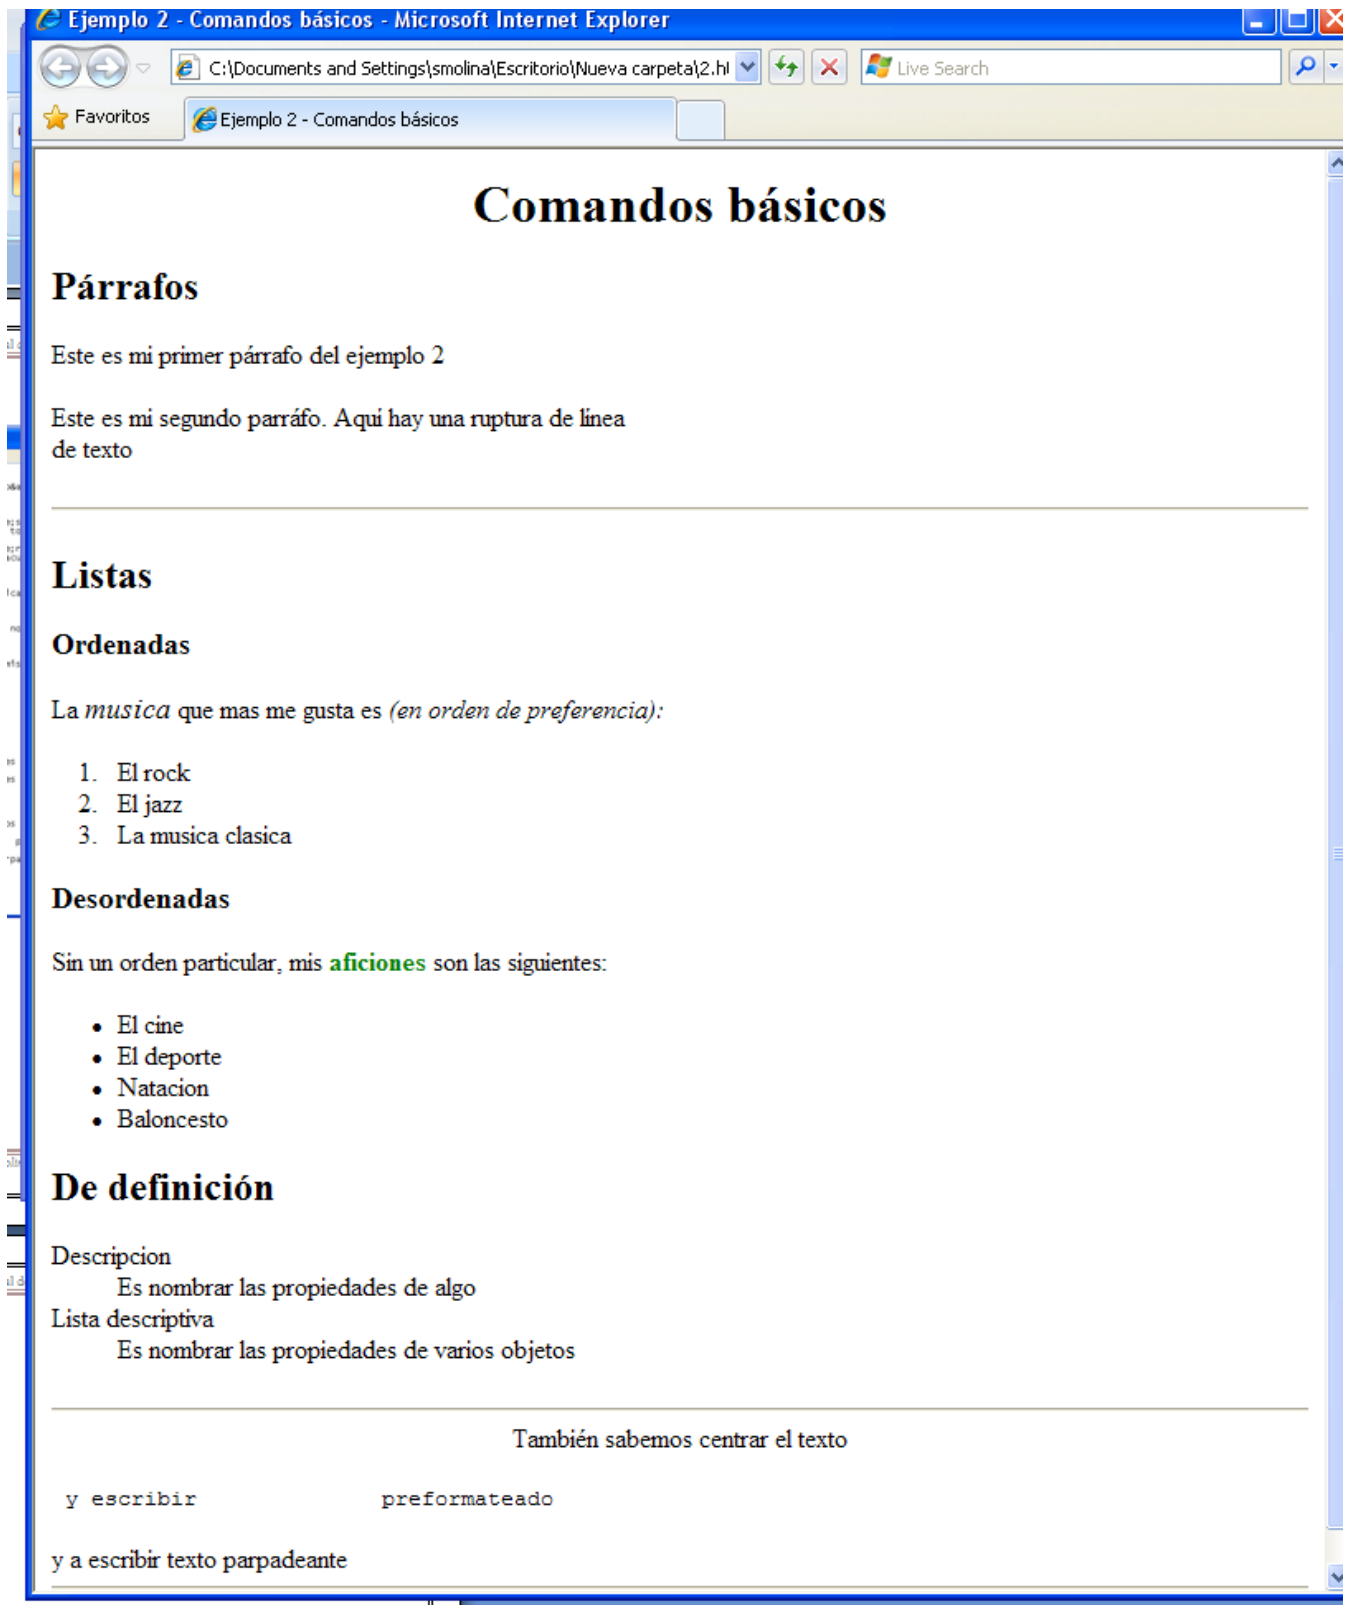 Ejemplo 2 - Comandos básicos - Microsoft Internet Explorer
C:\Documents and Settings\smolina\Escritorio\Nueva carpeta\2.ht
Live Search
Favoritos
Ejemplo 2 - Comandos básicos
Comandos básicos
Párrafos
Este es mi primer párrafo del ejemplo 2
Este es mi segundo parráfo. Aquí hay una ruptura de línea
de texto
Listas
Ordenadas
La musica que mas me gusta es (en orden de preferencia):
1. El rock
2. El jazz
3. La musica clasica
Desordenadas
Sin un orden particular, mis aficiones son las siguientes:
• El cine
• El deporte
• Natacion
• Baloncesto
De definición
Descripcion
Es nombrar las propiedades de algo
Lista descriptiva
Es nombrar las propiedades de varios objetos
También sabemos centrar el texto
y escribir preformateado
y a escribir texto parpadeante